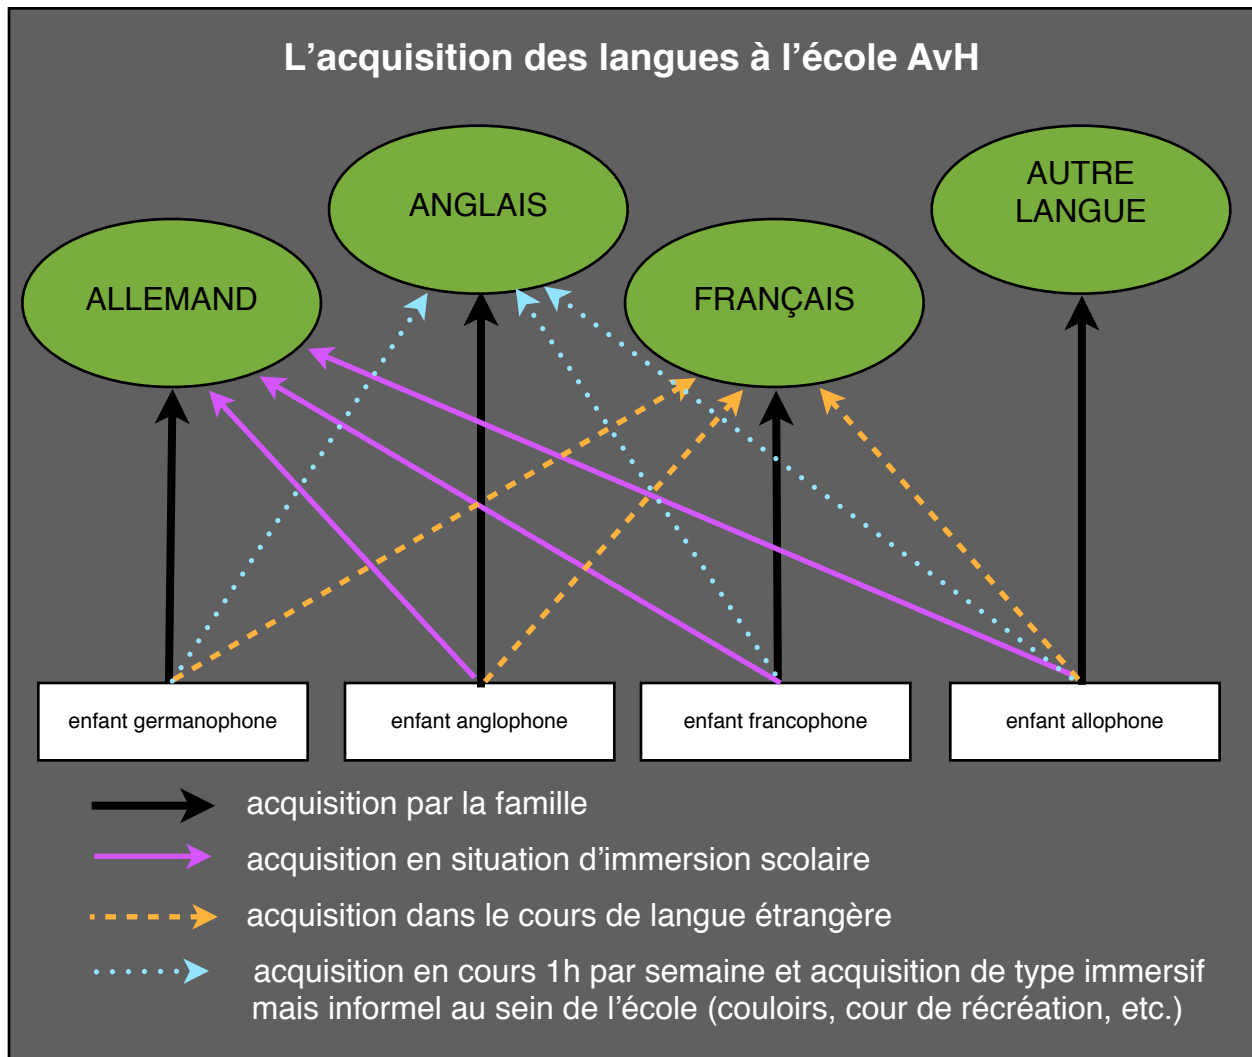 L'acquisition des langues à l'école AvH
ALLEMAND
ANGLAIS
FRANÇAIS
AUTRE
LANGUE
enfant germanophone
enfant anglophone
enfant francophone
enfant allophone
acquisition par la famille
acquisition en situation d'immersion scolaire
acquisition dans le cours de langue étrangère
acquisition en cours 1h par semaine et acquisition de type immersif
mais informel au sein de l'école (couloirs, cour de récréation, etc.)